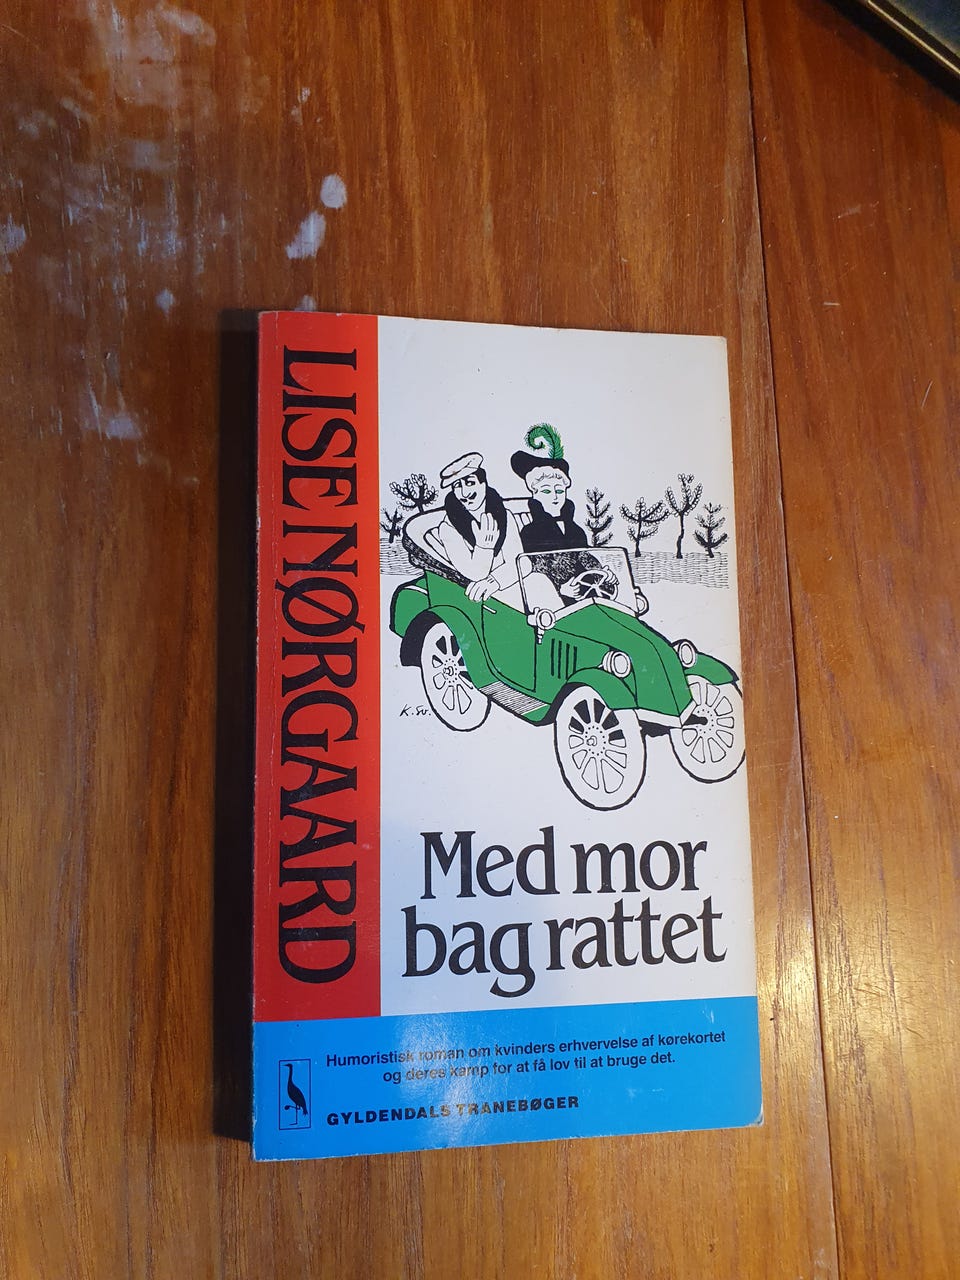 LISE NØRGAARD
K. Sv.
Med mor
bag rattet
Humoristisk roman om kvinders erhvervelse af kørekortet
og deres kamp for at få lov til at bruge det.
GYLDENDALS TRANEBØGER